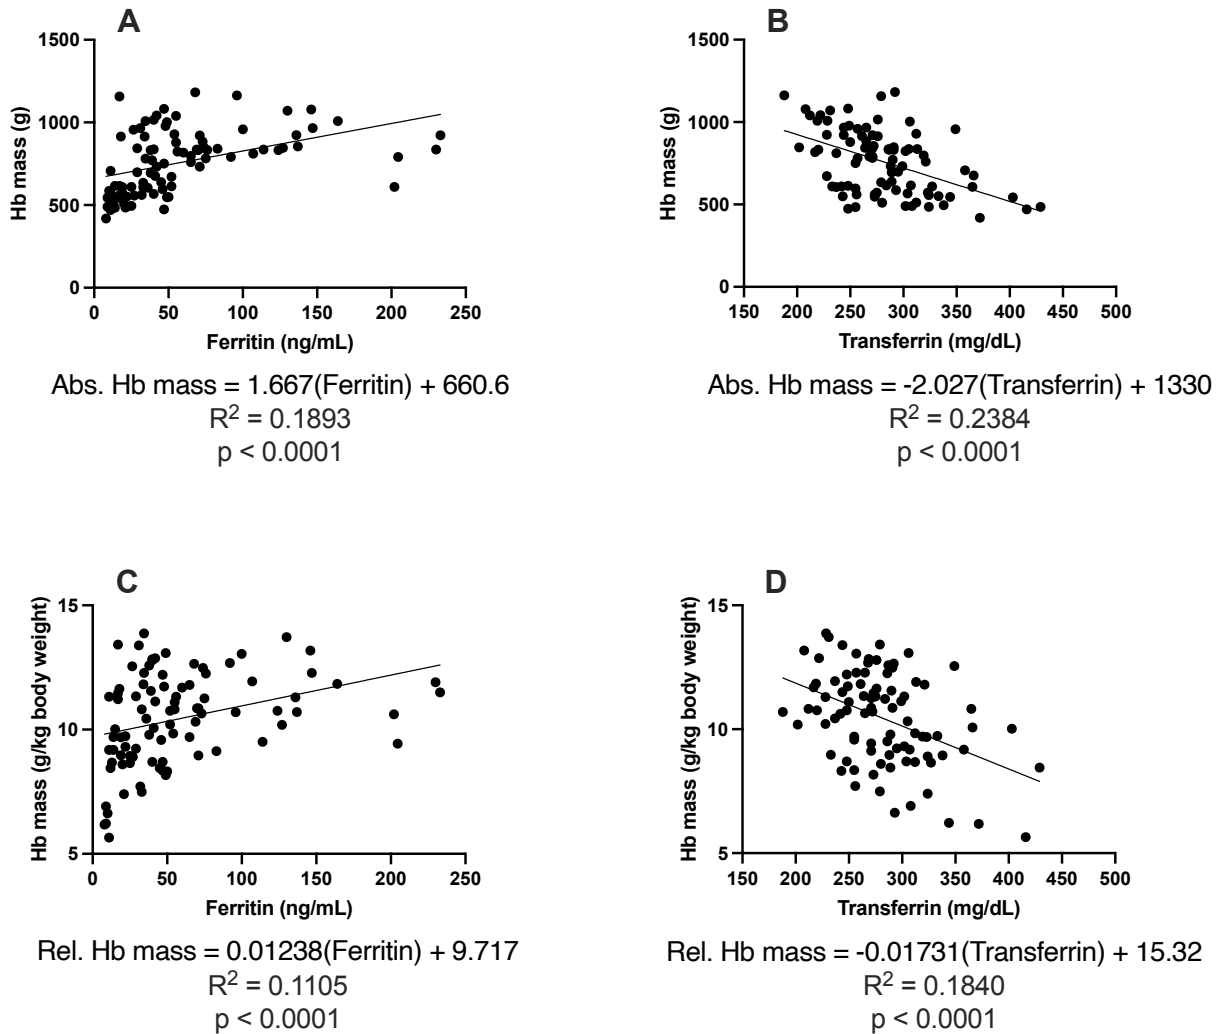 A
Hb mass (g)
1500
1000
500
0
0 50 100 150 200 250
Ferritin (ng/mL)
Abs. Hb mass = 1.667(Ferritin) + 660.6
R² = 0.1893
p < 0.0001
B
Hb mass (g)
1500
1000
500
0
150 200 250 300 350 400 450 500
Transferrin (mg/dL)
Abs. Hb mass = -2.027(Transferrin) + 1330
R² = 0.2384
p < 0.0001
C
Hb mass (g/kg body weight)
15
10
5
0 50 100 150 200 250
Ferritin (ng/mL)
Rel. Hb mass = 0.01238(Ferritin) + 9.717
R² = 0.1105
p < 0.0001
D
Hb mass (g/kg body weight)
15
10
5
150 200 250 300 350 400 450 500
Transferrin (mg/dL)
Rel. Hb mass = -0.01731(Transferrin) + 15.32
R² = 0.1840
p < 0.0001